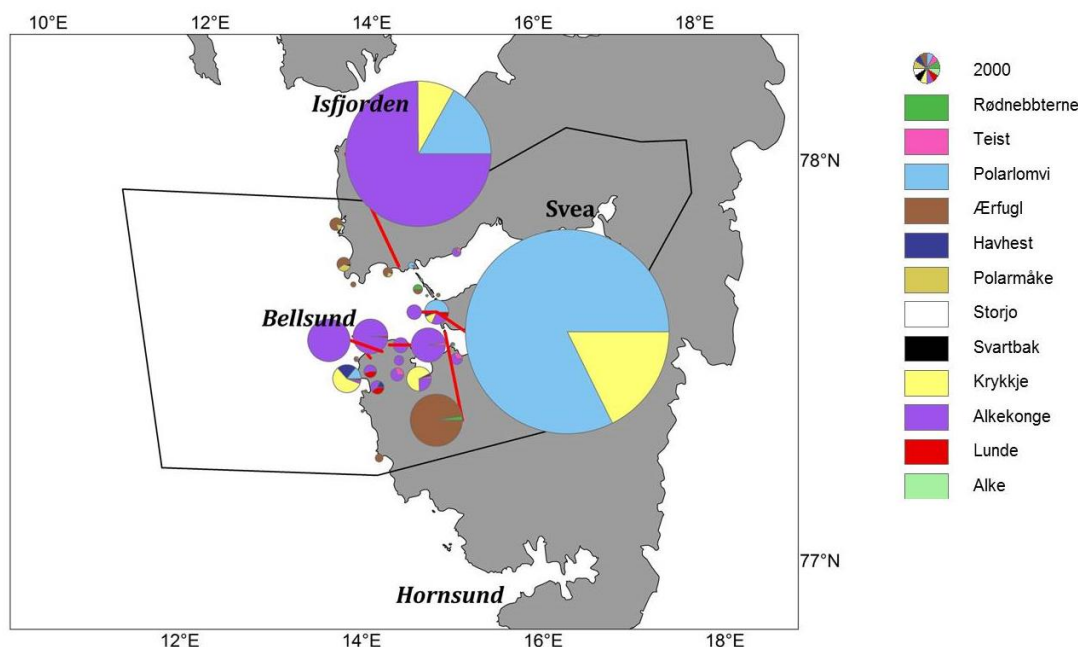 10°E 12°E 14°E 16°E 18°E
Isfjorden
78°N
Svea
Bellsund
77°N
Hornsund
12°E 14°E 16°E 18°E
2000
Rødnebbterne
Teist
Polarlomvi
Ærfugl
Havhest
Polarmåke
Storjo
Svartbak
Krykkje
Alkekonge
Lunde
Alke